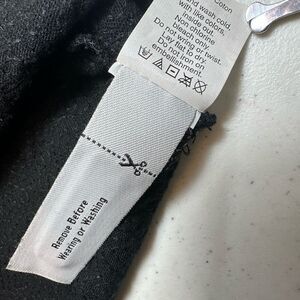 nd wash cold
with like colors,
inside out.
Non chlorine
bleach only.
Do not wring or twist.
Lay flat to dry.
Do not iron on
embellishment.
Remove Before
Wearing or Washing